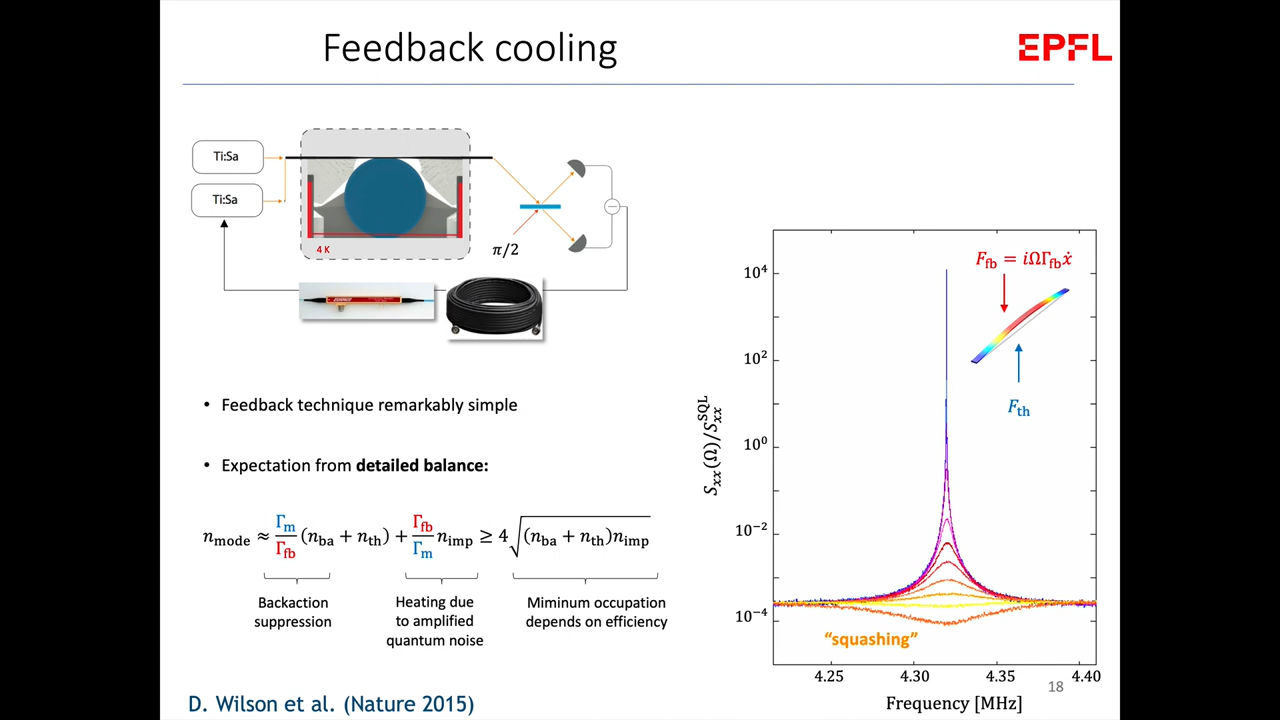 Feedback cooling
EPFL
Ti:Sa
Ti:Sa
4 K
π/2
• Feedback technique remarkably simple
• Expectation from detailed balance:
n_mode ≈ Γ_m/Γ_fb (n_ba + n_th) + Γ_fb/Γ_m n_imp ≥ 4√((n_ba + n_th)n_imp)
Backaction
suppression
Heating due
to amplified
quantum noise
Miminum occupation
depends on efficiency
D. Wilson et al. (Nature 2015)
S_xx(Ω)/S_xx^SQL
10^4
10^2
10^0
10^-2
10^-4
F_fb = iΩΓ_fb ẋ
F_th
"squashing"
4.25
4.30
4.35
4.40
Frequency [MHz]
18